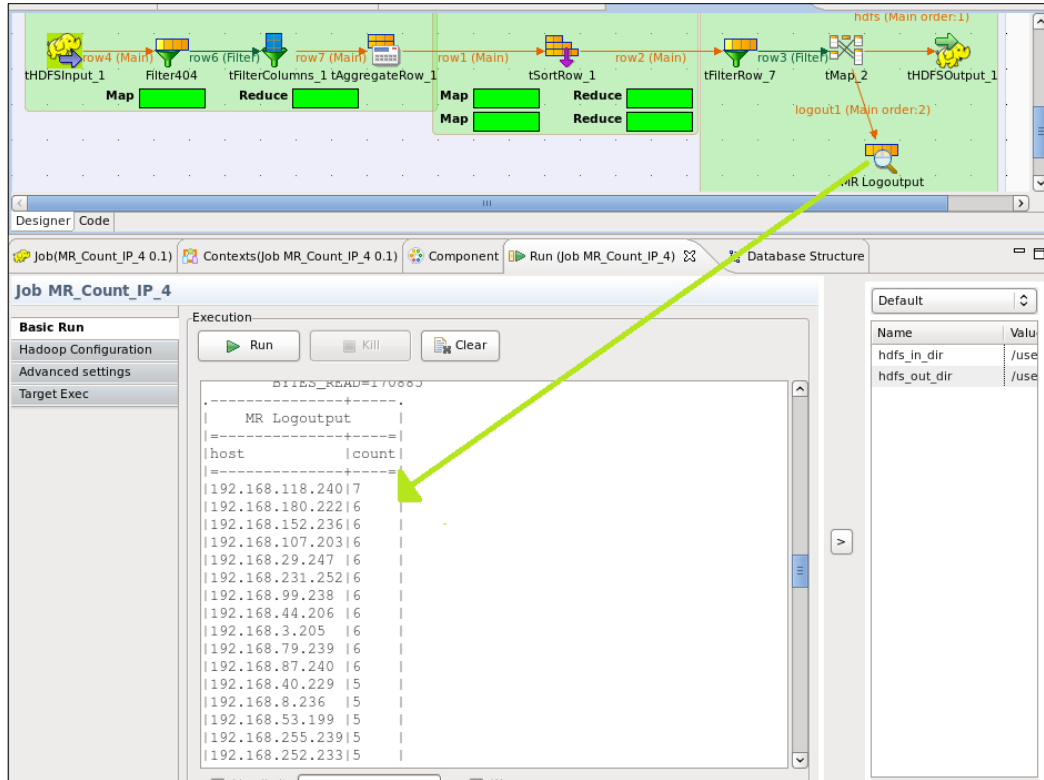 hdfs (Main order:1)
row4 (Main) row6 (Filter) row7 (Main) row1 (Main) row2 (Main) row3 (Filter)
tHDFSInput_1 Filter404 tFilterColumns_1 tAggregateRow_1 tSortRow_1 tFilterRow_7 tMap_2 tHDFSOutput_1
Map Reduce Map Reduce
Map Reduce
logout1 (Main order:2)
MR Logoutput
Designer Code
Job(MR_Count_IP_4 0.1) Contexts(Job MR_Count_IP_4 0.1) Component Run (Job MR_Count_IP_4) Database Structure
Job MR_Count_IP_4
Default
Basic Run
Hadoop Configuration
Advanced settings
Target Exec
Execution
Run Kill Clear
Name Valu
hdfs_in_dir /use
hdfs_out_dir /use
BYTES_READ=170885
.---------------+-----.
| MR Logoutput |
|=--------------+----=|
|host |count|
|=--------------+----=|
|192.168.118.240|7 |
|192.168.180.222|6 |
|192.168.152.236|6 |
|192.168.107.203|6 |
|192.168.29.247 |6 |
|192.168.231.252|6 |
|192.168.99.238 |6 |
|192.168.44.206 |6 |
|192.168.3.205 |6 |
|192.168.79.239 |6 |
|192.168.87.240 |6 |
|192.168.40.229 |5 |
|192.168.8.236 |5 |
|192.168.53.199 |5 |
|192.168.255.239|5 |
|192.168.252.233|5 |
>